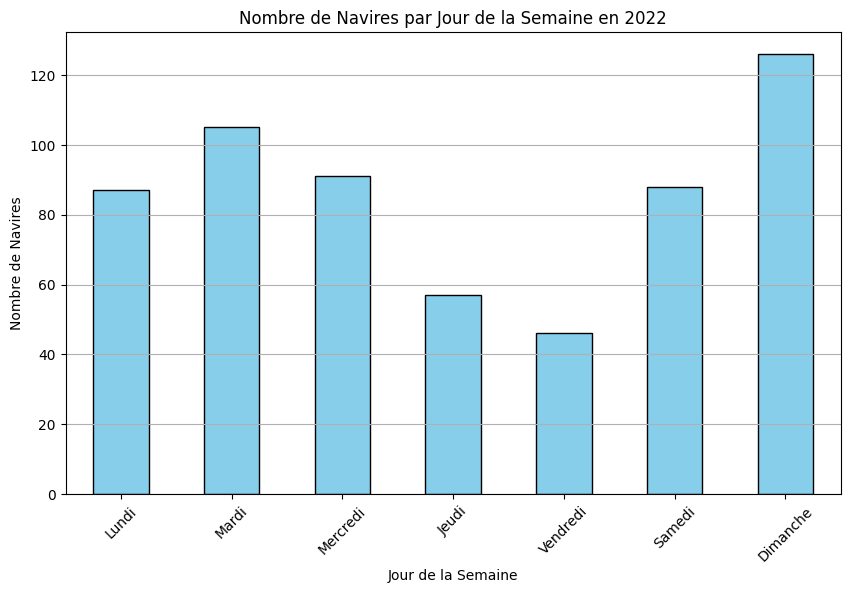 Nombre de Navires par Jour de la Semaine en 2022
Nombre de Navires
120
100
80
60
40
20
0
Lundi
Mardi
Mercredi
Jeudi
Vendredi
Samedi
Dimanche
Jour de la Semaine